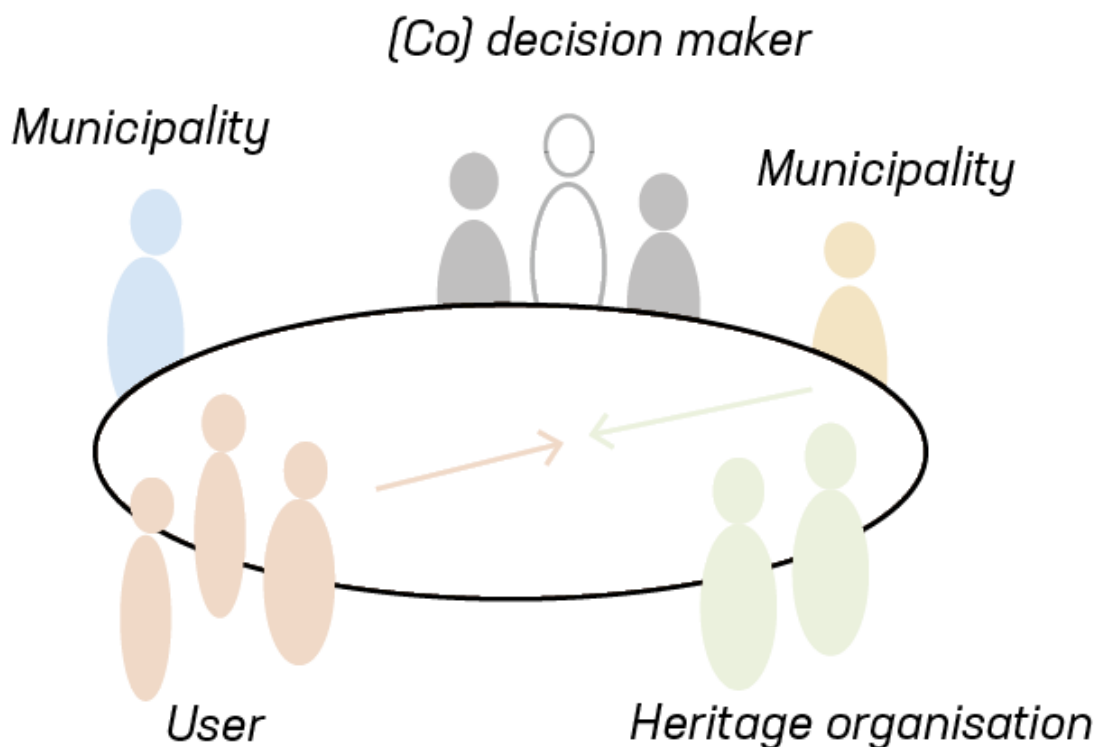 (Co) decision maker
Municipality
Municipality
User
Heritage organisation